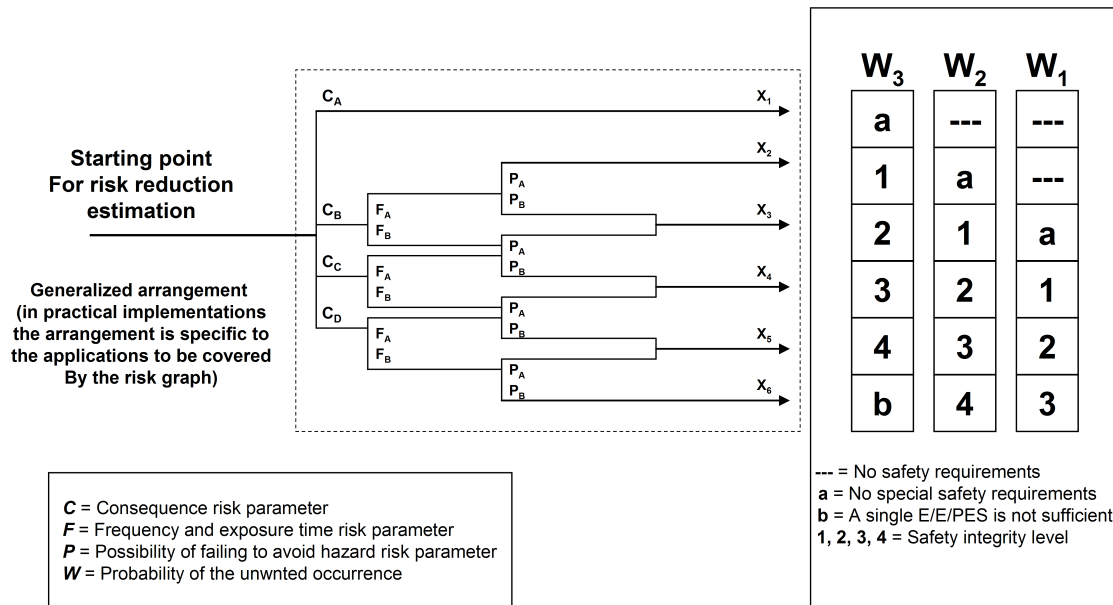 Starting point
For risk reduction
estimation
Generalized arrangement
(in practical implementations
the arrangement is specific to
the applications to be covered
By the risk graph)
C_A
X_1
X_2
P_A
P_B
C_B
F_A
F_B
X_3
P_A
P_B
C_C
F_A
F_B
X_4
P_A
P_B
C_D
F_A
F_B
X_5
P_A
P_B
X_6
W_3 W_2 W_1
a --- ---
1 a ---
2 1 a
3 2 1
4 3 2
b 4 3
--- = No safety requirements
a = No special safety requirements
b = A single E/E/PES is not sufficient
1, 2, 3, 4 = Safety integrity level
C = Consequence risk parameter
F = Frequency and exposure time risk parameter
P = Possibility of failing to avoid hazard risk parameter
W = Probability of the unwnted occurrence